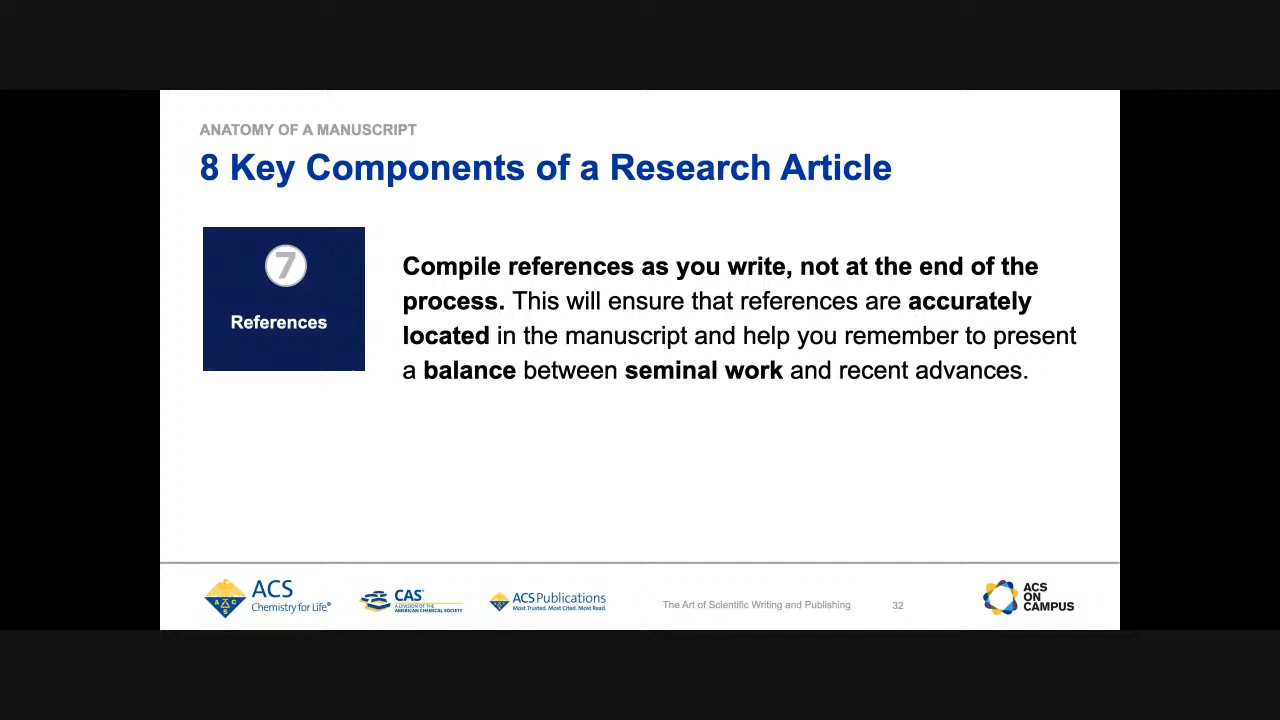 ANATOMY OF A MANUSCRIPT
8 Key Components of a Research Article
7
References
Compile references as you write, not at the end of the
process. This will ensure that references are accurately
located in the manuscript and help you remember to present
a balance between seminal work and recent advances.
ACS
Chemistry for Life®
A C S
CAS
A DIVISION OF THE
AMERICAN CHEMICAL SOCIETY
ACS Publications
Most Trusted. Most Cited. Most Read.
The Art of Scientific Writing and Publishing
32
ACS
ON
CAMPUS